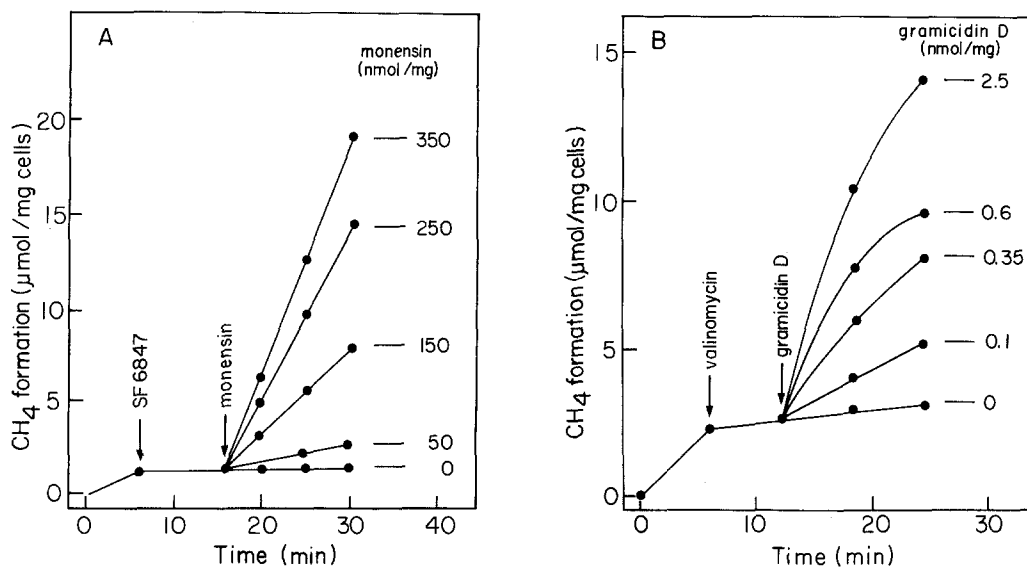 A
monensin
(nmol/mg)
CH4 formation (μmol/mg cells)
20
15
10
5
0
SF 6847
monensin
350
250
150
50
0
0
10
20
30
40
Time (min)
B
gramicidin D
(nmol/mg)
CH4 formation (μmol/mg cells)
15
10
5
0
valinomycin
gramicidin D
2.5
0.6
0.35
0.1
0
0
10
20
30
Time (min)